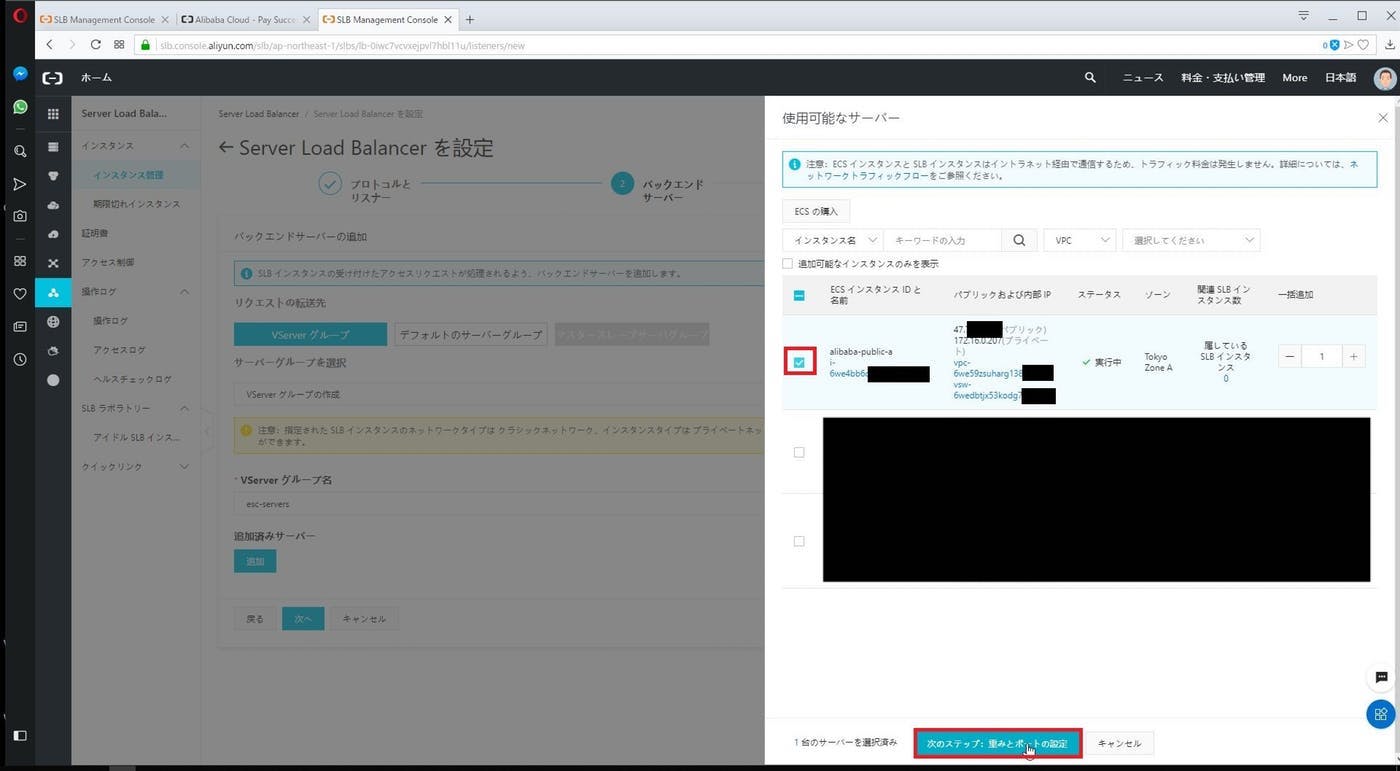 SLB Management Console
Alibaba Cloud - Pay Succe
SLB Management Console
slb.console.aliyun.com/slb/ap-northeast-1/slbs/lb-0iwc7vcvxejpvl7hbl11u/listeners/new
0
ホーム
ニュース
料金・支払い管理
More
日本語
Server Load Bala...
インスタンス
インスタンス管理
期限切れインスタンス
証明書
アクセス制御
操作ログ
操作ログ
アクセスログ
ヘルスチェックログ
SLB ラボラトリー
アイドル SLB インス...
クイックリンク
Server Load Balancer / Server Load Balancer を設定
Server Load Balancer を設定
プロトコルと
リスナー
2
バックエンド
サーバー
バックエンドサーバーの追加
SLB インスタンスの受け付けたアクセスリクエストが処理されるよう、バックエンドサーバーを追加します。
リクエストの転送先
VServer グループ
デフォルトのサーバーグループ
マスタースレーブサーバグループ
サーバーグループを選択
VServer グループの作成
注意：指定された SLB インスタンスのネットワークタイプは クラシックネットワーク、インスタンスタイプは プライベートネッ
ができます。
* VServer グループ名
esc-servers
追加済みサーバー
追加
戻る
次へ
キャンセル
使用可能なサーバー
注意：ECS インスタンスと SLB インスタンスはイントラネット経由で通信するため、トラフィック料金は発生しません。詳細については、ネ
ットワークトラフィックフローをご参照ください。
ECS の購入
インスタンス名
キーワードの入力
VPC
選択してください
追加可能なインスタンスのみを表示
ECS インスタンス ID と
名前
パブリックおよび内部 IP
ステータス
ゾーン
関連 SLB イン
スタンス数
一括追加
alibaba-public-a
i-
6we4bb6
47.
パブリック)
172.16.0.207(プライベー
ト)
vpc-
6we59zsuharg138
vsw-
6wedbtjx53kodg7
実行中
Tokyo
Zone A
属している
SLB インスタ
ンス
0
1
1 台のサーバーを選択済み
次のステップ：重みとポートの設定
キャンセル